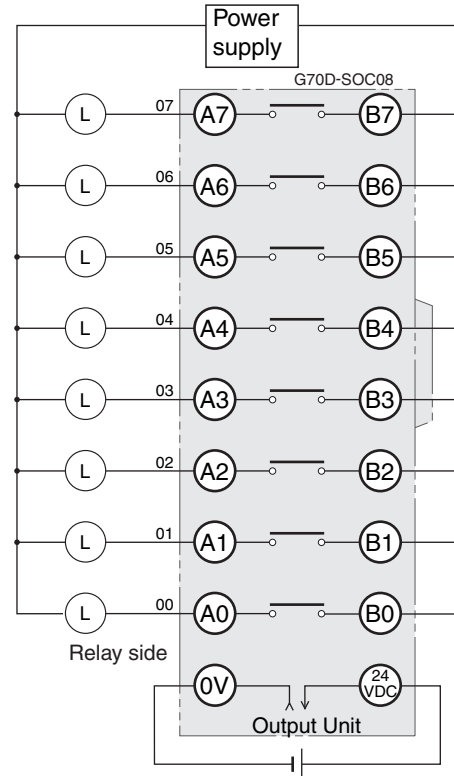 Power
supply
G70D-SOC08
L 07 A7 B7
L 06 A6 B6
L 05 A5 B5
L 04 A4 B4
L 03 A3 B3
L 02 A2 B2
L 01 A1 B1
L 00 A0 B0
Relay side
0V
24
VDC
Output Unit